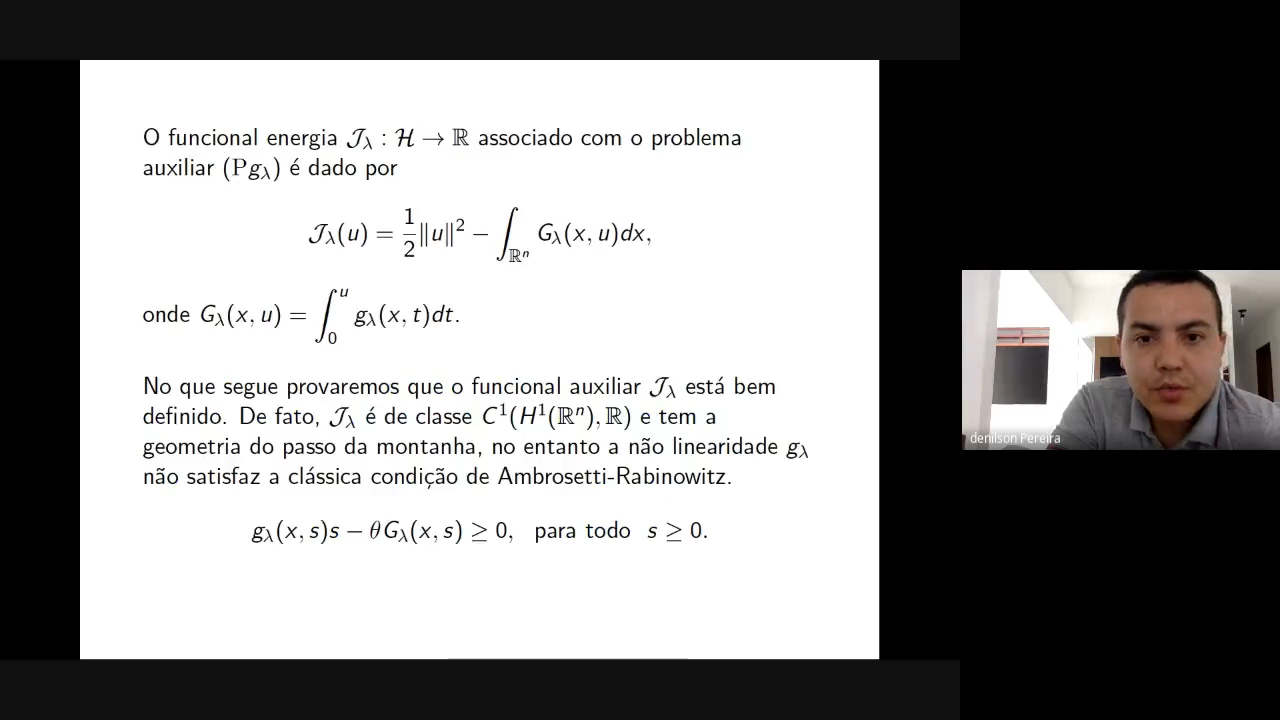 O funcional energia 𝒥_λ : ℋ → ℝ associado com o problema
auxiliar (Pg_λ) é dado por
𝒥_λ(u) = 1/2 ‖u‖² − ∫_{ℝⁿ} G_λ(x, u)dx,
onde G_λ(x, u) = ∫_0^u g_λ(x, t)dt.
No que segue provaremos que o funcional auxiliar 𝒥_λ está bem
definido. De fato, 𝒥_λ é de classe C¹(H¹(ℝⁿ), ℝ) e tem a
geometria do passo da montanha, no entanto a não linearidade g_λ
não satisfaz a clássica condição de Ambrosetti-Rabinowitz.
g_λ(x, s)s − θG_λ(x, s) ≥ 0, para todo s ≥ 0.
denilson Pereira